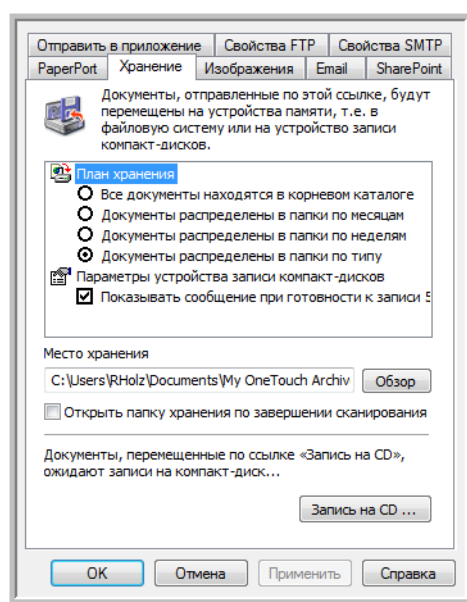 Отправить в приложение Свойства FTP Свойства SMTP
PaperPort Хранение Изображения Email SharePoint
Документы, отправленные по этой ссылке, будут
перемещены на устройства памяти, т.е. в
файловую систему или на устройство записи
компакт-дисков.
План хранения
Все документы находятся в корневом каталоге
Документы распределены в папки по месяцам
Документы распределены в папки по неделям
Документы распределены в папки по типу
Параметры устройства записи компакт-дисков
Показывать сообщение при готовности к записи 5
Место хранения
C:\Users\RHolz\Documents\My OneTouch Archiv Обзор
Открыть папку хранения по завершении сканирования
Документы, перемещенные по ссылке «Запись на CD»,
ожидают записи на компакт-диск...
Запись на CD ...
OK Отмена Применить Справка